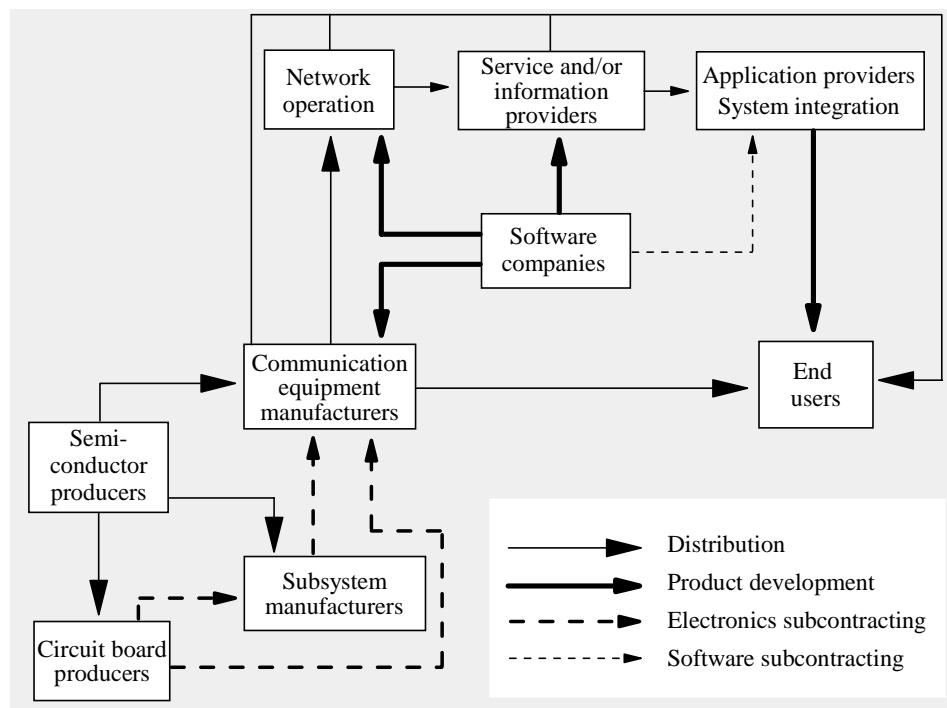 Network
operation
Service and/or
information
providers
Application providers
System integration
Software
companies
Communication
equipment
manufacturers
End
users
Semi-
conductor
producers
Subsystem
manufacturers
Circuit board
producers
Distribution
Product development
Electronics subcontracting
Software subcontracting